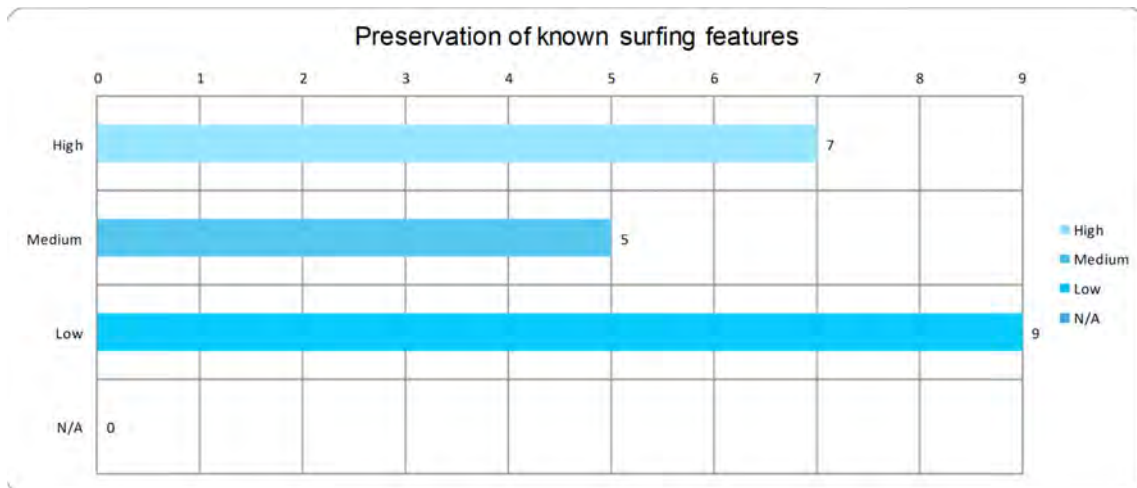 Preservation of known surfing features
0 1 2 3 4 5 6 7 8 9
High 7
Medium 5
Low 9
N/A 0
High
Medium
Low
N/A